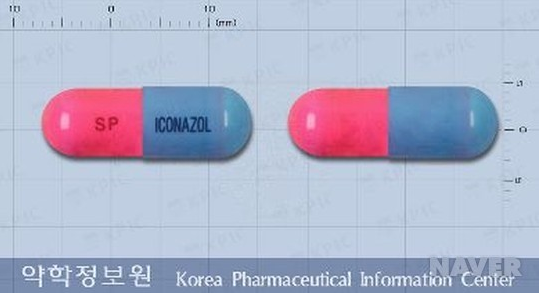 10 0 10
(mm)
SP ICONAZOL
5
0
5
약학정보원 Korea Pharmaceutical Information Center
NAVER